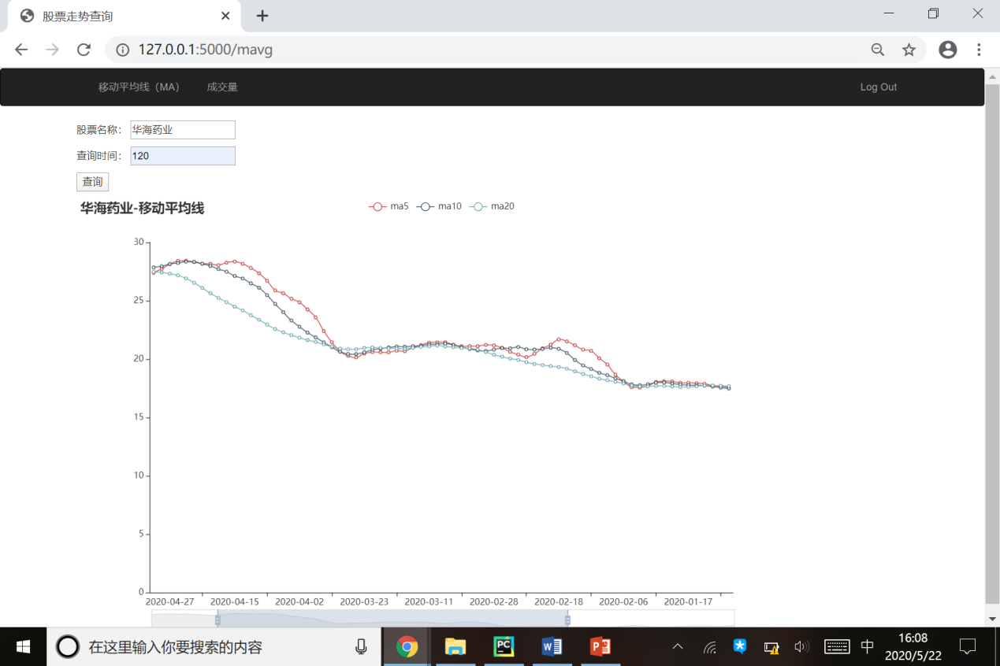 股票走势查询
127.0.0.1:5000/mavg
移动平均线（MA） 成交量 Log Out
股票名称： 华海药业
查询时间： 120
查询
华海药业-移动平均线 ma5 ma10 ma20
30
25
20
15
10
5
0
2020-04-27 2020-04-15 2020-04-02 2020-03-23 2020-03-11 2020-02-28 2020-02-18 2020-02-06 2020-01-17
在这里输入你要搜索的内容 PC W P 中 16:08
2020/5/22